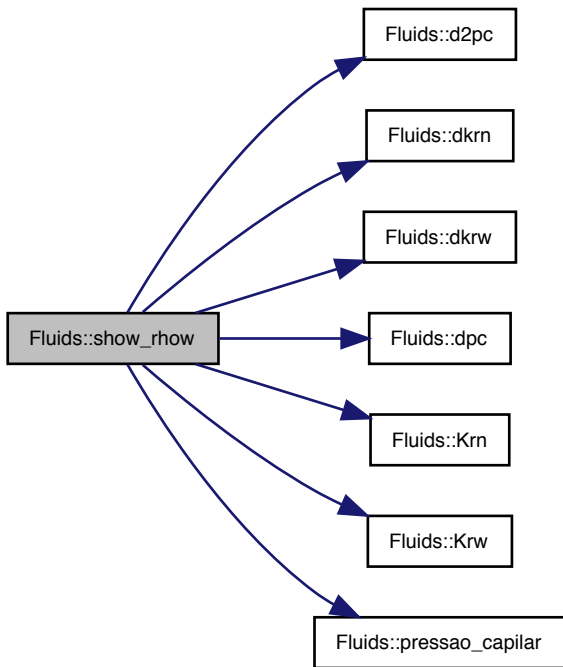 Fluids::d2pc
Fluids::dkrn
Fluids::dkrw
Fluids::show_rhow
Fluids::dpc
Fluids::Krn
Fluids::Krw
Fluids::pressao_capilar